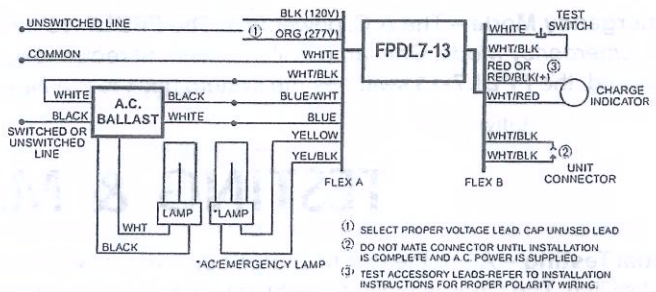 UNSWITCHED LINE
BLK (120V)
① ORG (277V)
COMMON
WHITE
WHT/BLK
WHITE
A.C.
BALLAST
BLACK
BLUE/WHT
BLACK
WHITE
BLUE
SWITCHED OR
UNSWITCHED
LINE
YELLOW
YEL/BLK
FLEX A
FPDL7-13
WHITE
TEST
SWITCH
WHT/BLK
RED OR ③
RED/BLK(+)
WHT/RED
CHARGE
INDICATOR
WHT/BLK
WHT/BLK
②
UNIT
CONNECTOR
FLEX B
LAMP
*LAMP
WHT
BLACK
*AC/EMERGENCY LAMP
① SELECT PROPER VOLTAGE LEAD. CAP UNUSED LEAD
② DO NOT MATE CONNECTOR UNTIL INSTALLATION
IS COMPLETE AND A.C. POWER IS SUPPLIED
③ TEST ACCESSORY LEADS-REFER TO INSTALLATION
INSTRUCTIONS FOR PROPER POLARITY WIRING